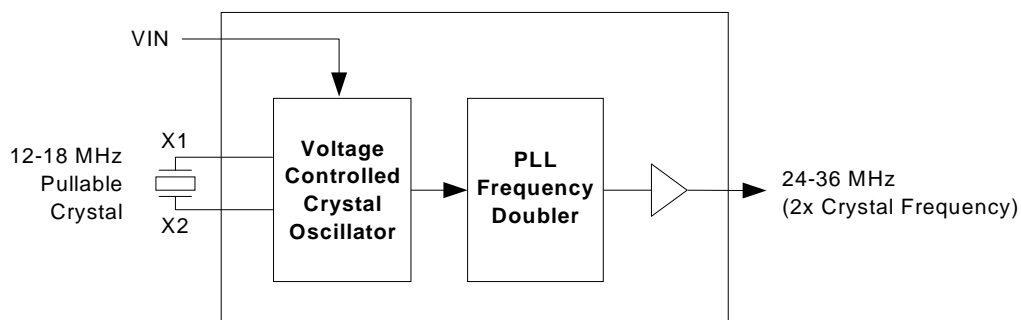 VIN
X1
12-18 MHz
Pullable
Crystal
X2
Voltage
Controlled
Crystal
Oscillator
PLL
Frequency
Doubler
24-36 MHz
(2x Crystal Frequency)